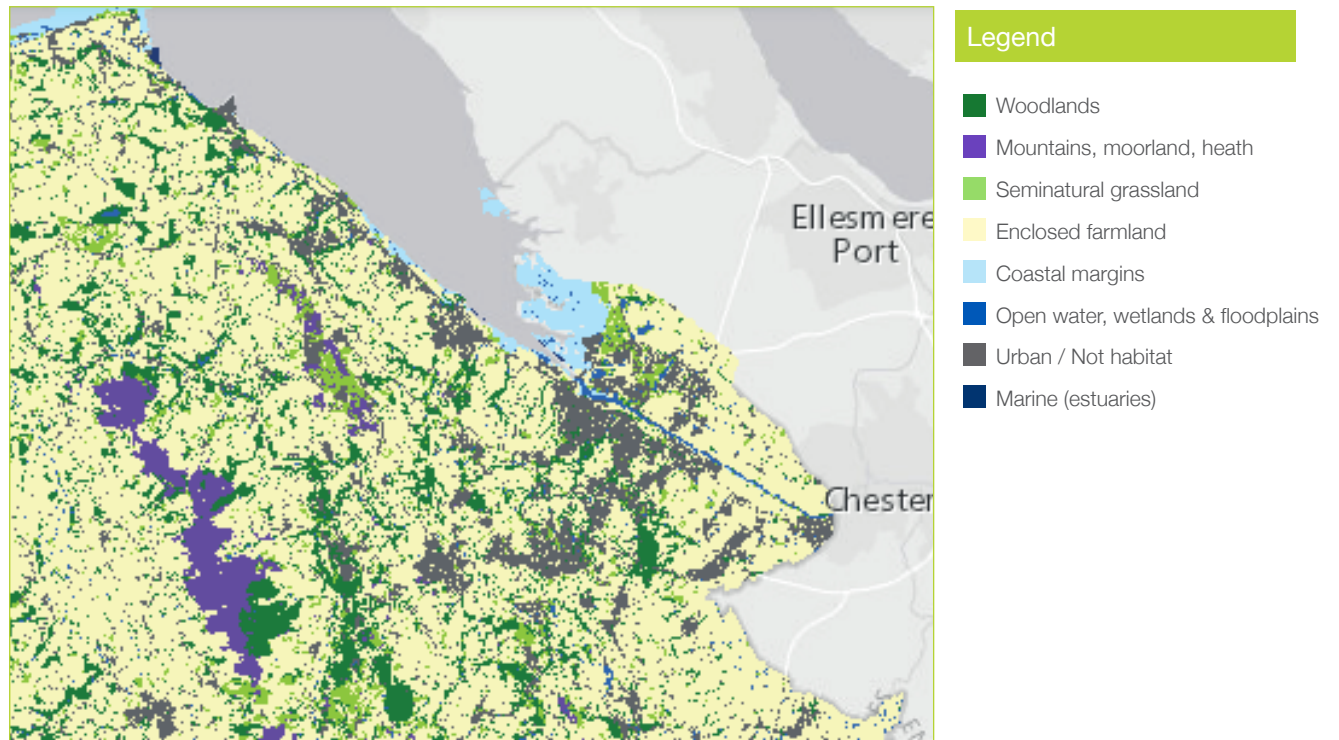 Legend
Woodlands
Mountains, moorland, heath
Seminatural grassland
Enclosed farmland
Coastal margins
Open water, wetlands & floodplains
Urban / Not habitat
Marine (estuaries)
Ellesmere
Port
Chester